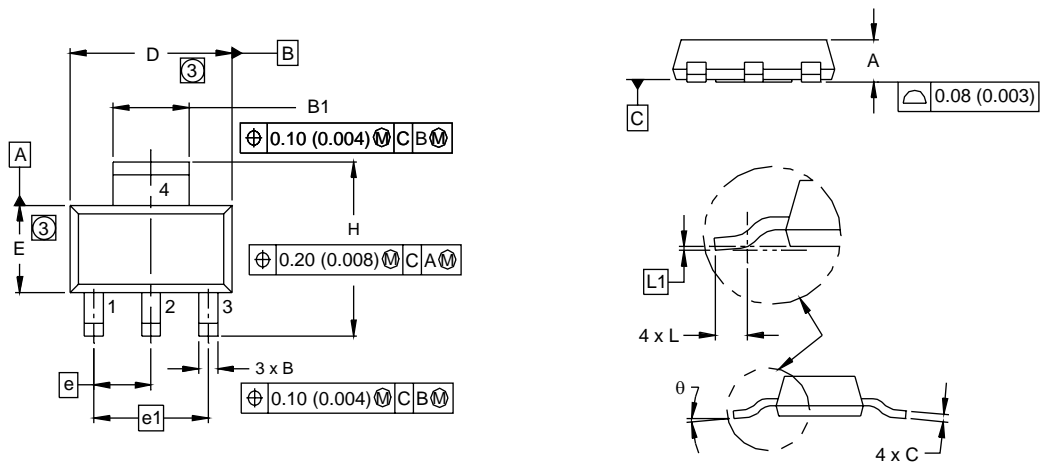 D
B
3
B1
⌖ 0.10 (0.004) Ⓜ C B Ⓜ
A
4
3
E
H
⌖ 0.20 (0.008) Ⓜ C A Ⓜ
1 2 3
e
3 x B
e1
⌖ 0.10 (0.004) Ⓜ C B Ⓜ
A
C
⌓ 0.08 (0.003)
L1
4 x L
θ
4 x C